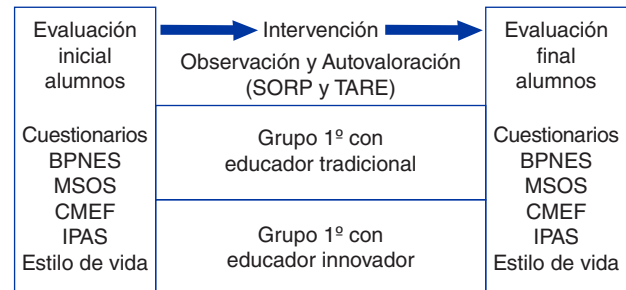 Evaluación
inicial
alumnos
Cuestionarios
BPNES
MSOS
CMEF
IPAS
Estilo de vida
Intervención
Observación y Autovaloración
(SORP y TARE)
Grupo 1º con
educador tradicional
Grupo 1º con
educador innovador
Evaluación
final
alumnos
Cuestionarios
BPNES
MSOS
CMEF
IPAS
Estilo de vida